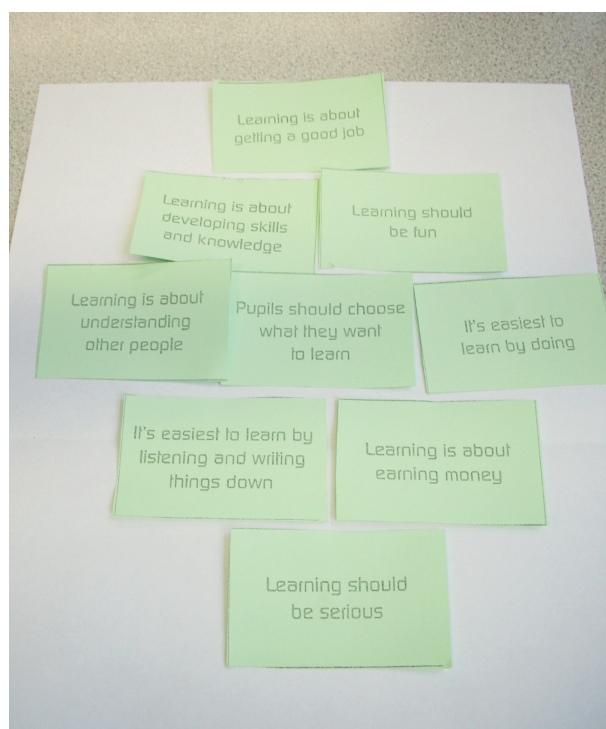 Learning is about
getting a good job
Learning is about
developing skills
and knowledge
Learning should
be fun
Learning is about
understanding
other people
Pupils should choose
what they want
to learn
It's easiest to
learn by doing
It's easiest to learn by
listening and writing
things down
Learning is about
earning money
Learning should
be serious